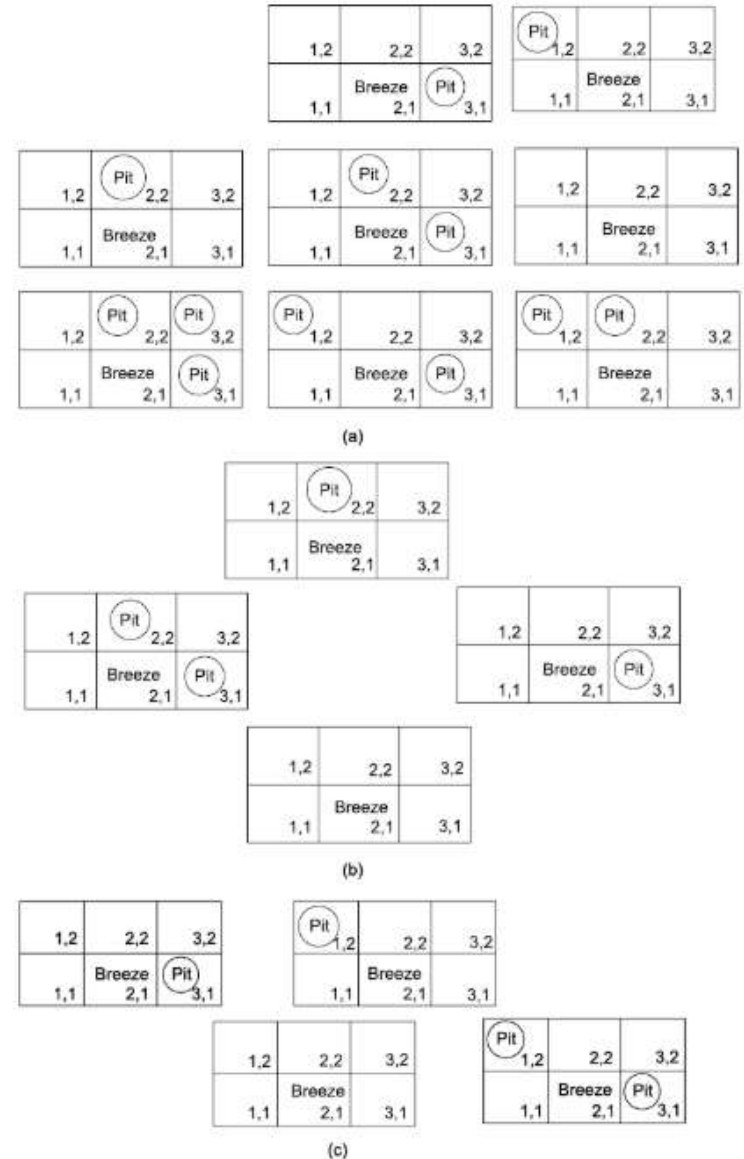 1,2 2,2 3,2
1,1 Breeze 2,1 Pit 3,1
Pit 1,2 2,2 3,2
1,1 Breeze 2,1 3,1
1,2 Pit 2,2 3,2
1,1 Breeze 2,1 3,1
1,2 Pit 2,2 3,2
1,1 Breeze 2,1 Pit 3,1
1,2 2,2 3,2
1,1 Breeze 2,1 3,1
1,2 Pit 2,2 Pit 3,2
1,1 Breeze 2,1 Pit 3,1
Pit 1,2 2,2 3,2
1,1 Breeze 2,1 Pit 3,1
Pit 1,2 Pit 2,2 3,2
1,1 Breeze 2,1 3,1
(a)
1,2 Pit 2,2 3,2
1,1 Breeze 2,1 3,1
1,2 Pit 2,2 3,2
1,1 Breeze 2,1 Pit 3,1
1,2 2,2 3,2
1,1 Breeze 2,1 Pit 3,1
1,2 2,2 3,2
1,1 Breeze 2,1 3,1
(b)
1,2 2,2 3,2
1,1 Breeze 2,1 Pit 3,1
Pit 1,2 2,2 3,2
1,1 Breeze 2,1 3,1
1,2 2,2 3,2
1,1 Breeze 2,1 3,1
Pit 1,2 2,2 3,2
1,1 Breeze 2,1 Pit 3,1
(c)